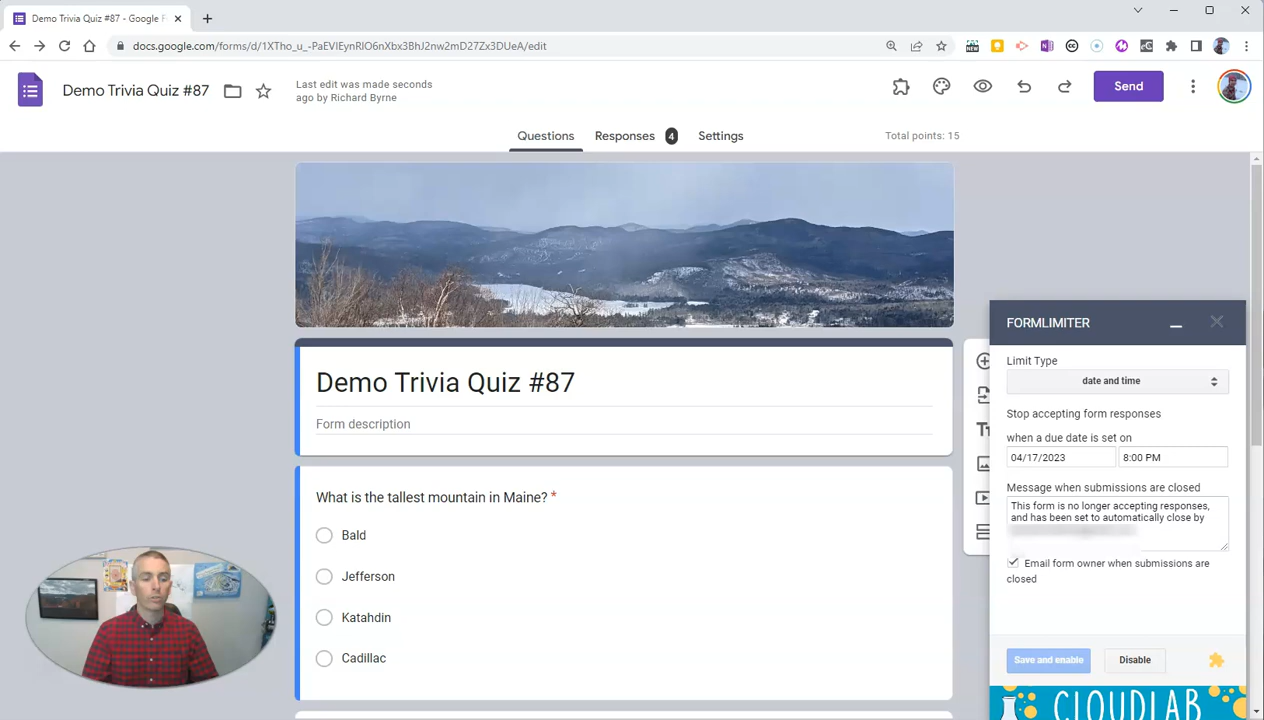 Demo Trivia Quiz #87 - Google F
docs.google.com/forms/d/1XTho_u_-PaEVIEynRIO6nXbx3BhJ2nw2mD27Zx3DUeA/edit
Demo Trivia Quiz #87
Last edit was made seconds
ago by Richard Byrne
Send
Questions
Responses
4
Settings
Total points: 15
Demo Trivia Quiz #87
Form description
What is the tallest mountain in Maine? *
Bald
Jefferson
Katahdin
Cadillac
FORMLIMITER
Limit Type
date and time
Stop accepting form responses
when a due date is set on
04/17/2023
8:00 PM
Message when submissions are closed
This form is no longer accepting responses,
and has been set to automatically close by
Email form owner when submissions are
closed
Save and enable
Disable
CLOUDLAB